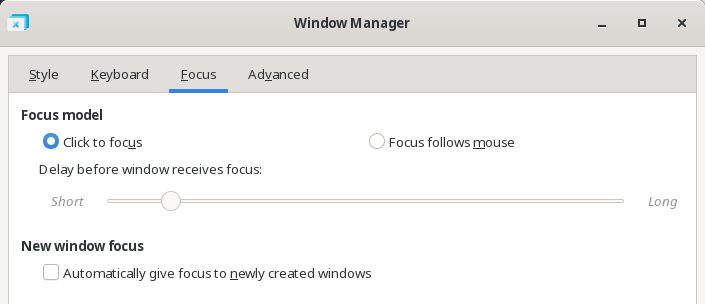 Window Manager
Style Keyboard Focus Advanced
Focus model
Click to focus Focus follows mouse
Delay before window receives focus:
Short Long
New window focus
Automatically give focus to newly created windows